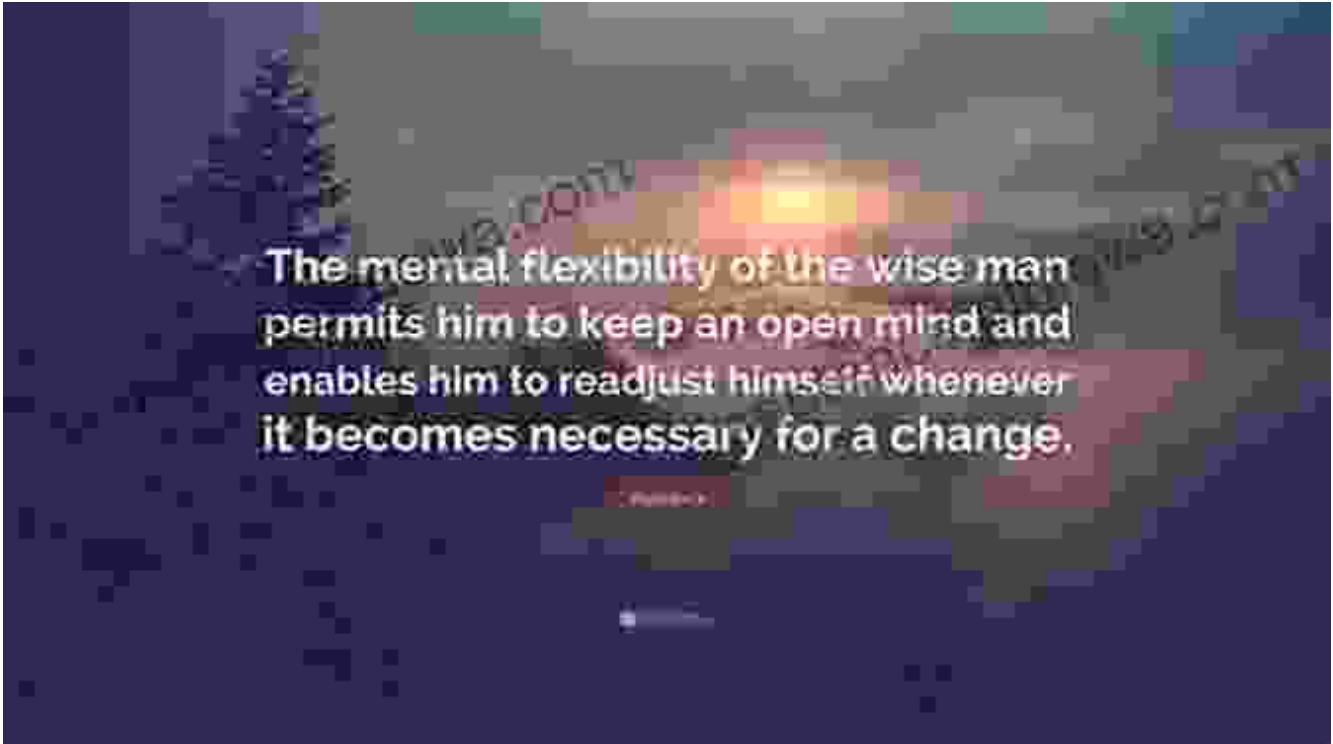 The mental flexibility of the wise man
permits him to keep an open mind and
enables him to readjust himself whenever
it becomes necessary for a change.